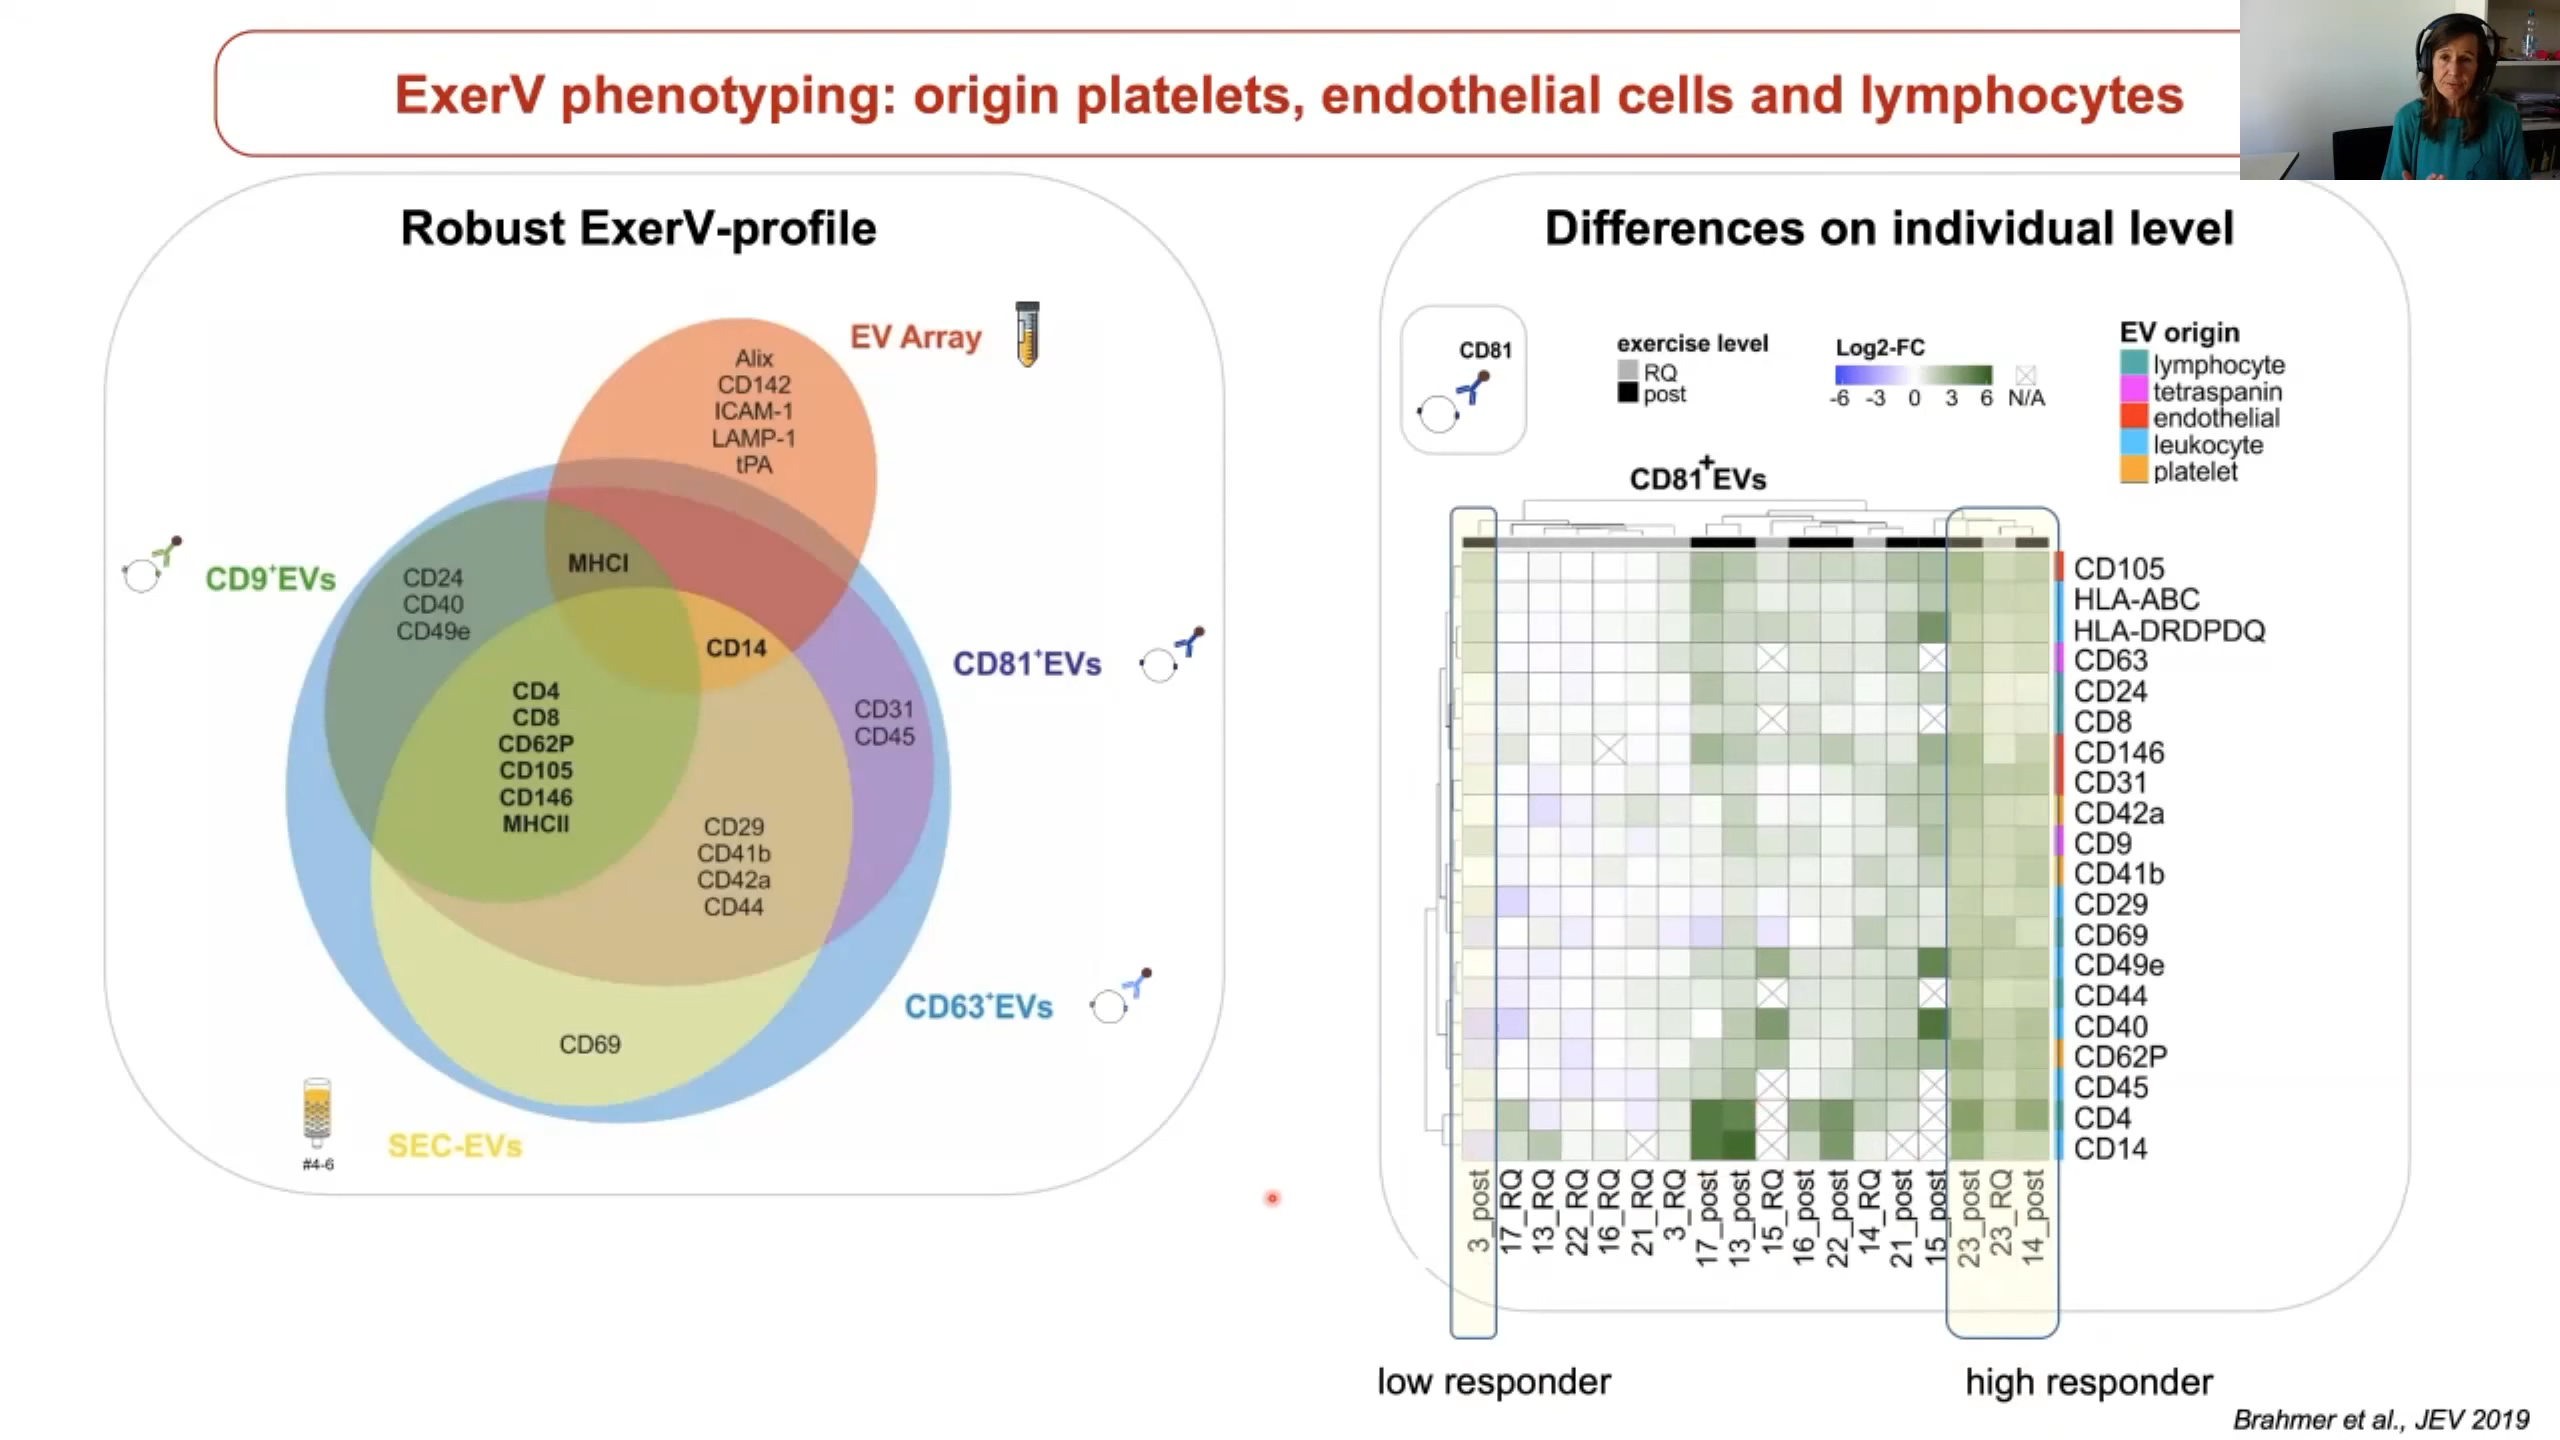 ExerV phenotyping: origin platelets, endothelial cells and lymphocytes
Robust ExerV-profile
EV Array
Alix
CD142
ICAM-1
LAMP-1
tPA
CD9+EVs
CD24
CD40
CD49e
MHCI
CD14
CD81+EVs
CD31
CD45
CD4
CD8
CD62P
CD105
CD146
MHCII
CD29
CD41b
CD42a
CD44
CD63+EVs
CD69
SEC-EVs
#4-6
Differences on individual level
CD81
exercise level
RQ
post
Log2-FC
-6 -3 0 3 6 N/A
EV origin
lymphocyte
tetraspanin
endothelial
leukocyte
platelet
CD81+EVs
CD105
HLA-ABC
HLA-DRDPDQ
CD63
CD24
CD8
CD146
CD31
CD42a
CD9
CD41b
CD29
CD69
CD49e
CD44
CD40
CD62P
CD45
CD4
CD14
3_post
17_RQ
13_RQ
22_RQ
16_RQ
21_RQ
3_RQ
17_post
13_post
15_RQ
16_post
22_post
14_RQ
21_post
15_post
23_post
23_RQ
14_post
low responder
high responder
Brahmer et al., JEV 2019